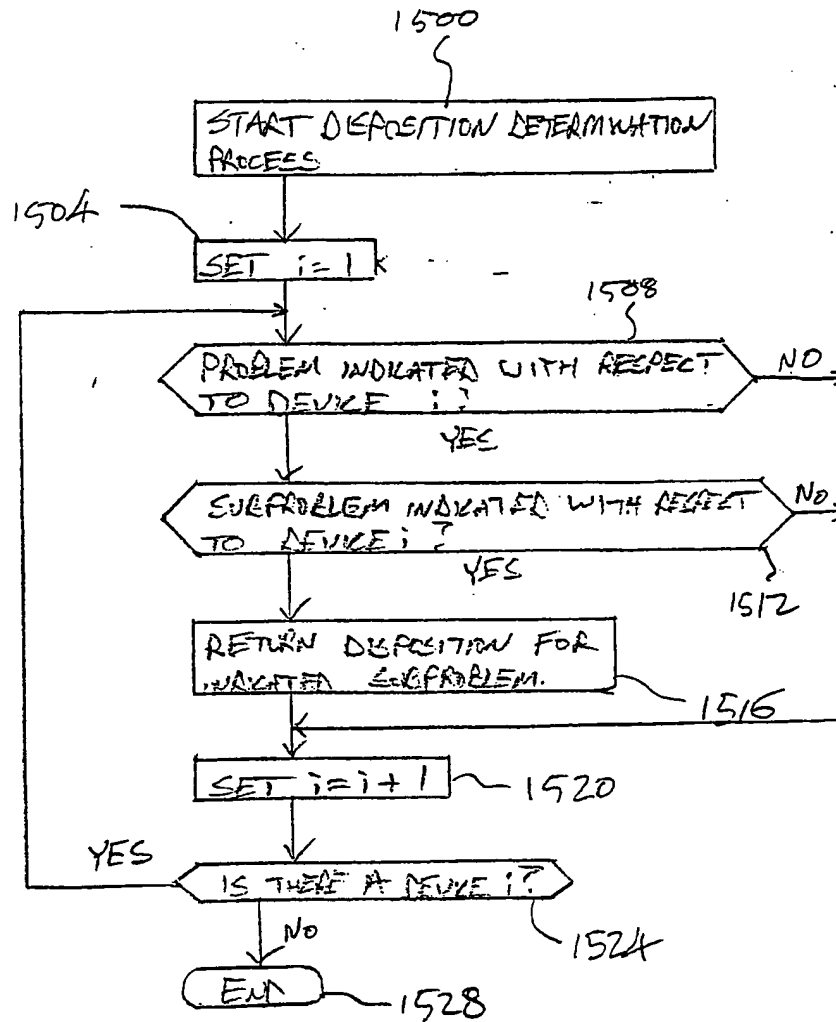 1500
START DISPOSITION DETERMINATION
PROCESS
1504
SET i=1
1508
PROBLEM INDICATED WITH RESPECT
TO DEVICE i?
NO
YES
SUBPROBLEM INDICATED WITH RESPECT
TO DEVICE i?
NO
YES
1512
RETURN DISPOSITION FOR
INDICATED SUBPROBLEM.
1516
SET i=i+1
1520
YES
IS THERE A DEVICE i?
1524
NO
END
1528